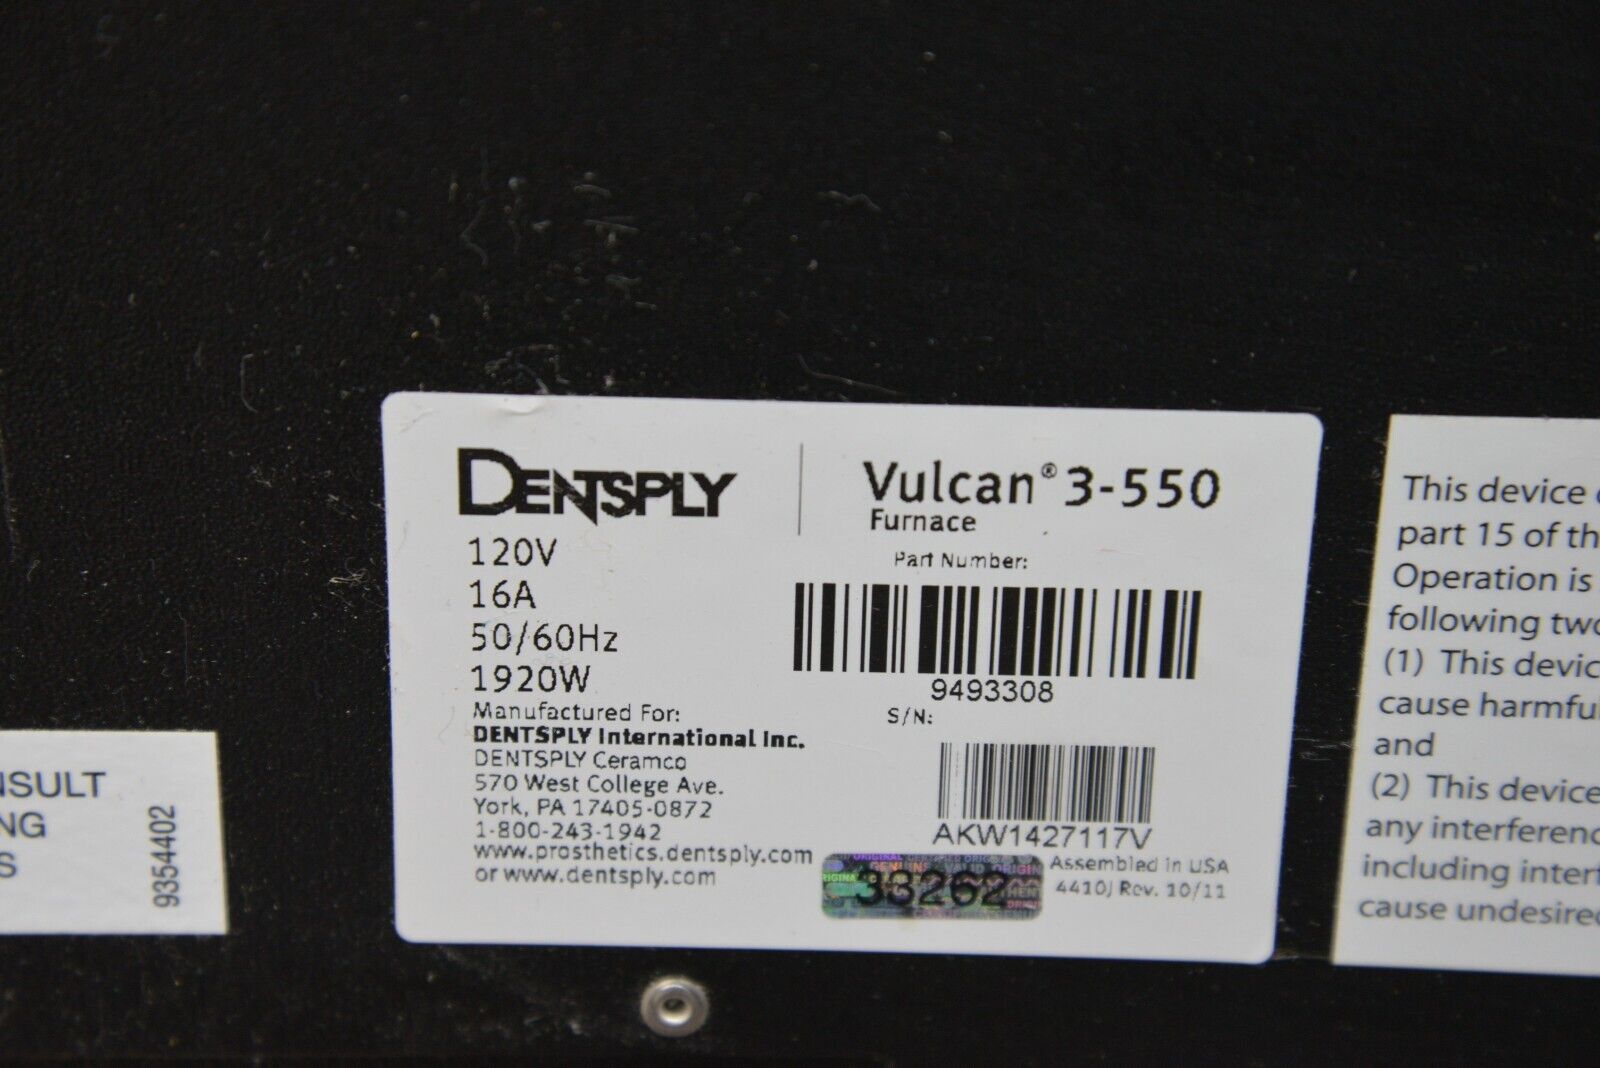 DENTSPLY
120V
16A
50/60Hz
1920W
Manufactured For:
DENTSPLY International Inc.
DENTSPLY Ceramco
570 West College Ave.
York, PA 17405-0872
1-800-243-1942
www.prosthetics.dentsply.com
or www.dentsply.com
Vulcan® 3-550
Furnace
Part Number:
9493308
S/N:
AKW1427117V
33262
Assembled in USA
4410J Rev. 10/11
NSULT
NG
S
9354402
This device
part 15 of th
Operation is
following two
(1) This devic
cause harmful
and
(2) This device
any interferenc
including interf
cause undesired